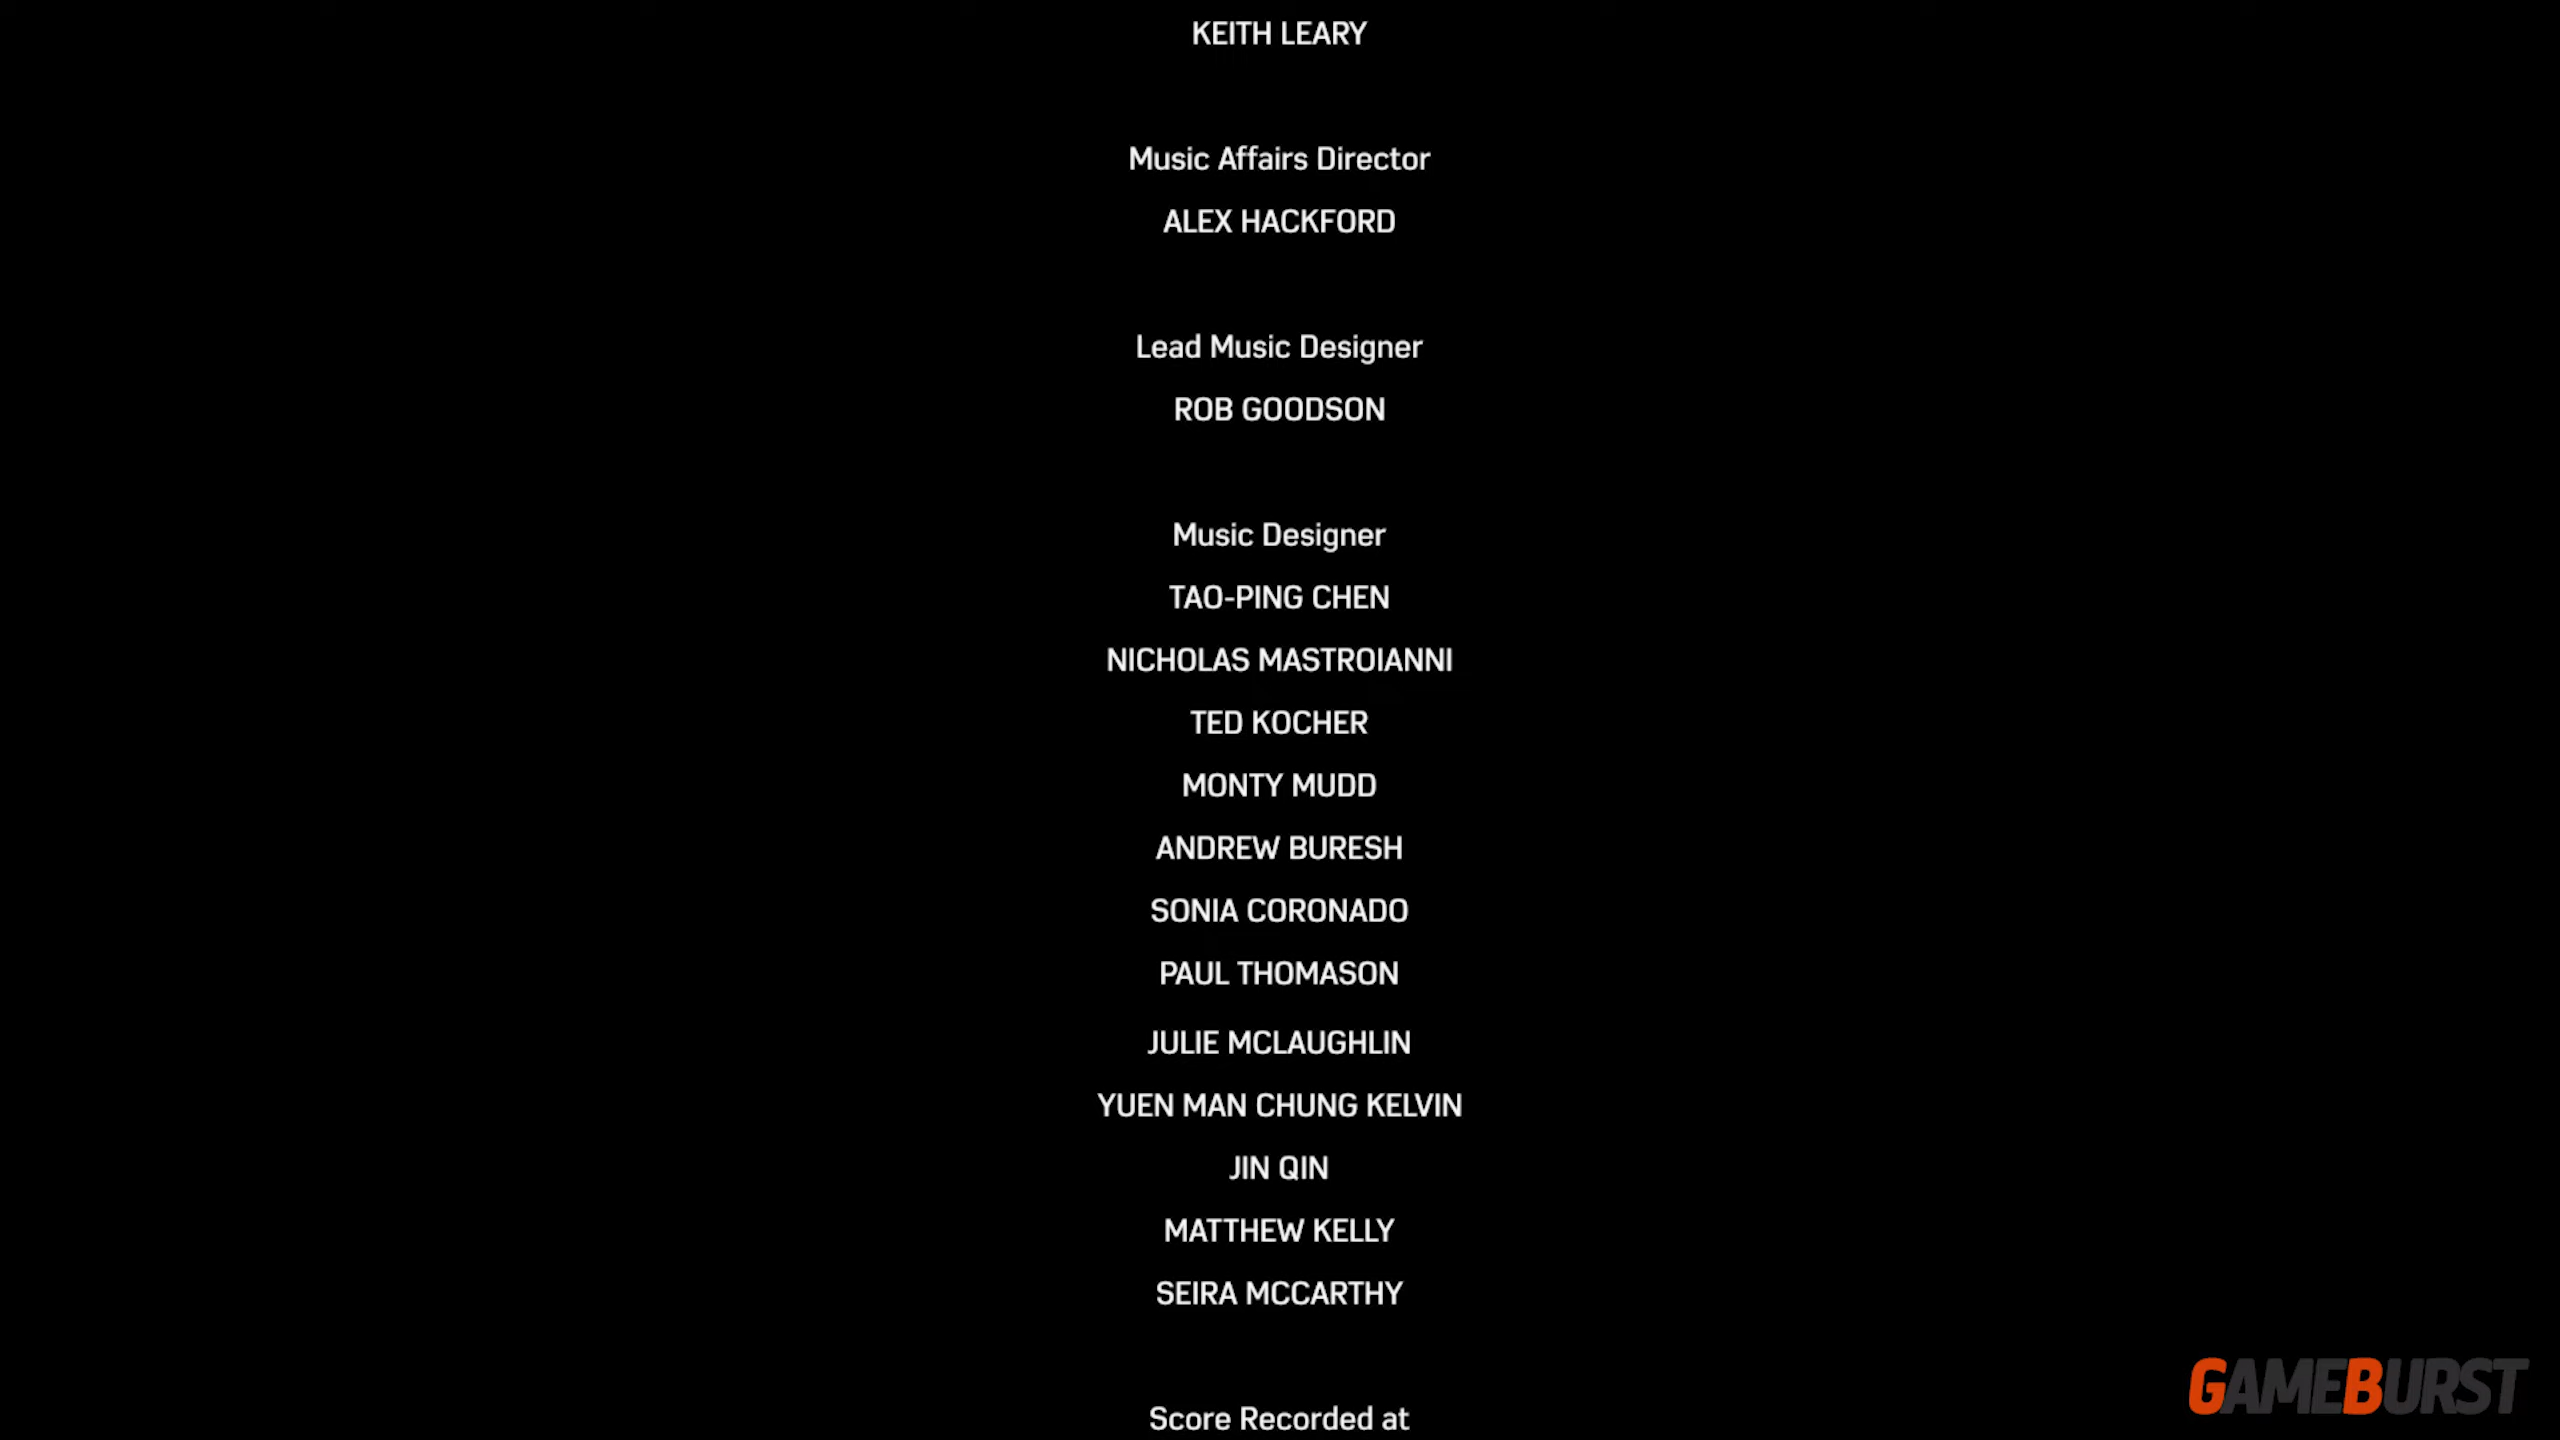 KEITH LEARY
Music Affairs Director
ALEX HACKFORD
Lead Music Designer
ROB GOODSON
Music Designer
TAO-PING CHEN
NICHOLAS MASTROIANNI
TED KOCHER
MONTY MUDD
ANDREW BURESH
SONIA CORONADO
PAUL THOMASON
JULIE MCLAUGHLIN
YUEN MAN CHUNG KELVIN
JIN QIN
MATTHEW KELLY
SEIRA MCCARTHY
Score Recorded at
GAMEBURST